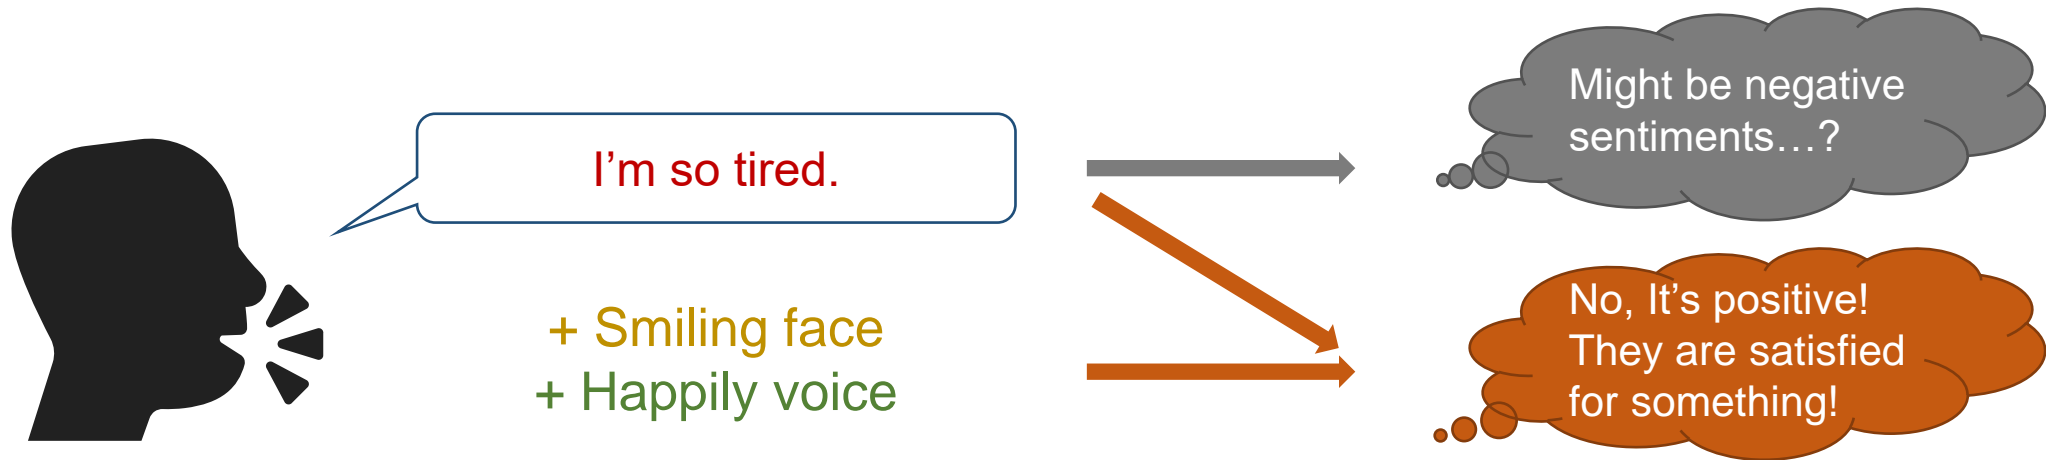 I’m so tired.
+ Smiling face
+ Happily voice
Might be negative
sentiments…?
No, It’s positive!
They are satisfied
for something!